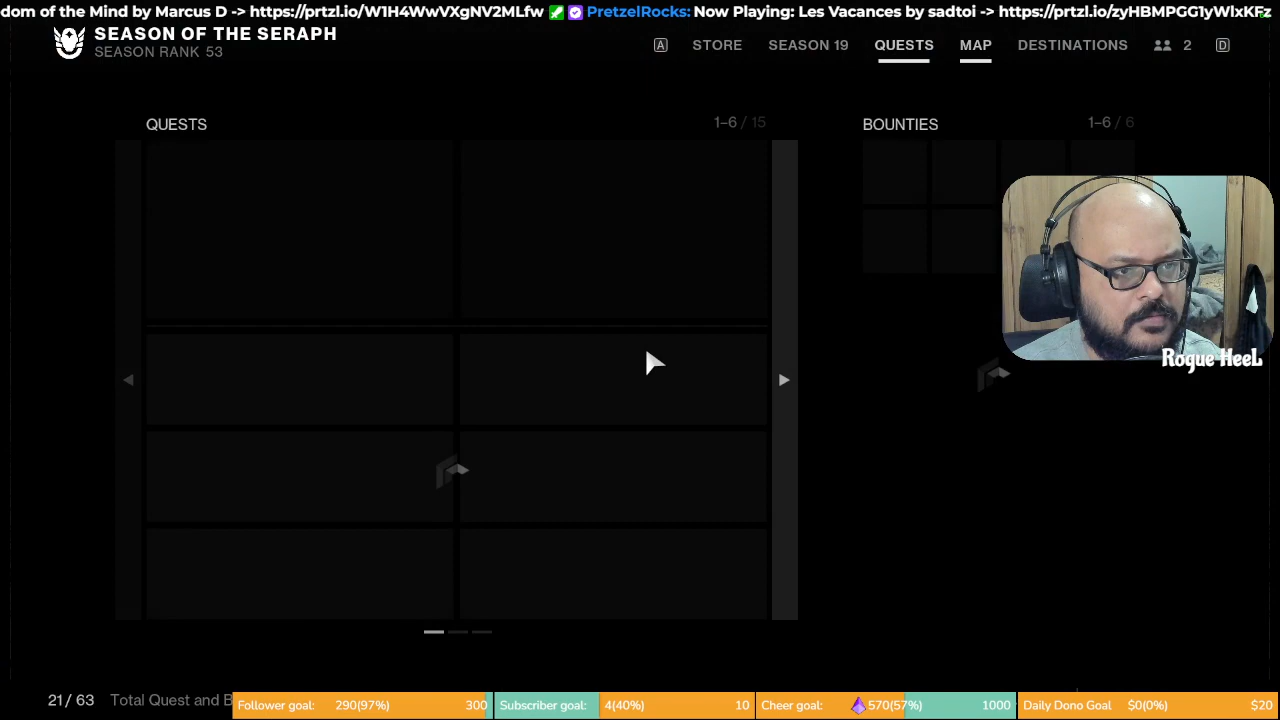 dom of the Mind by Marcus D -> https://prtzl.io/W1H4WwVXgNV2MLfw PretzelRocks: Now Playing: Les Vacances by sadtoi -> https://prtzl.io/zyHBMPGG1yWlxKFz
SEASON OF THE SERAPH
SEASON RANK 53
A STORE SEASON 19 QUESTS MAP DESTINATIONS 2 D
QUESTS 1–6 / 15
BOUNTIES 1–6 / 6
Rogue Heel
21 / 63 Total Quest and B
Follower goal: 290(97%) 300
Subscriber goal: 4(40%) 10
Cheer goal: 570(57%) 1000
Daily Dono Goal $0(0%) $20